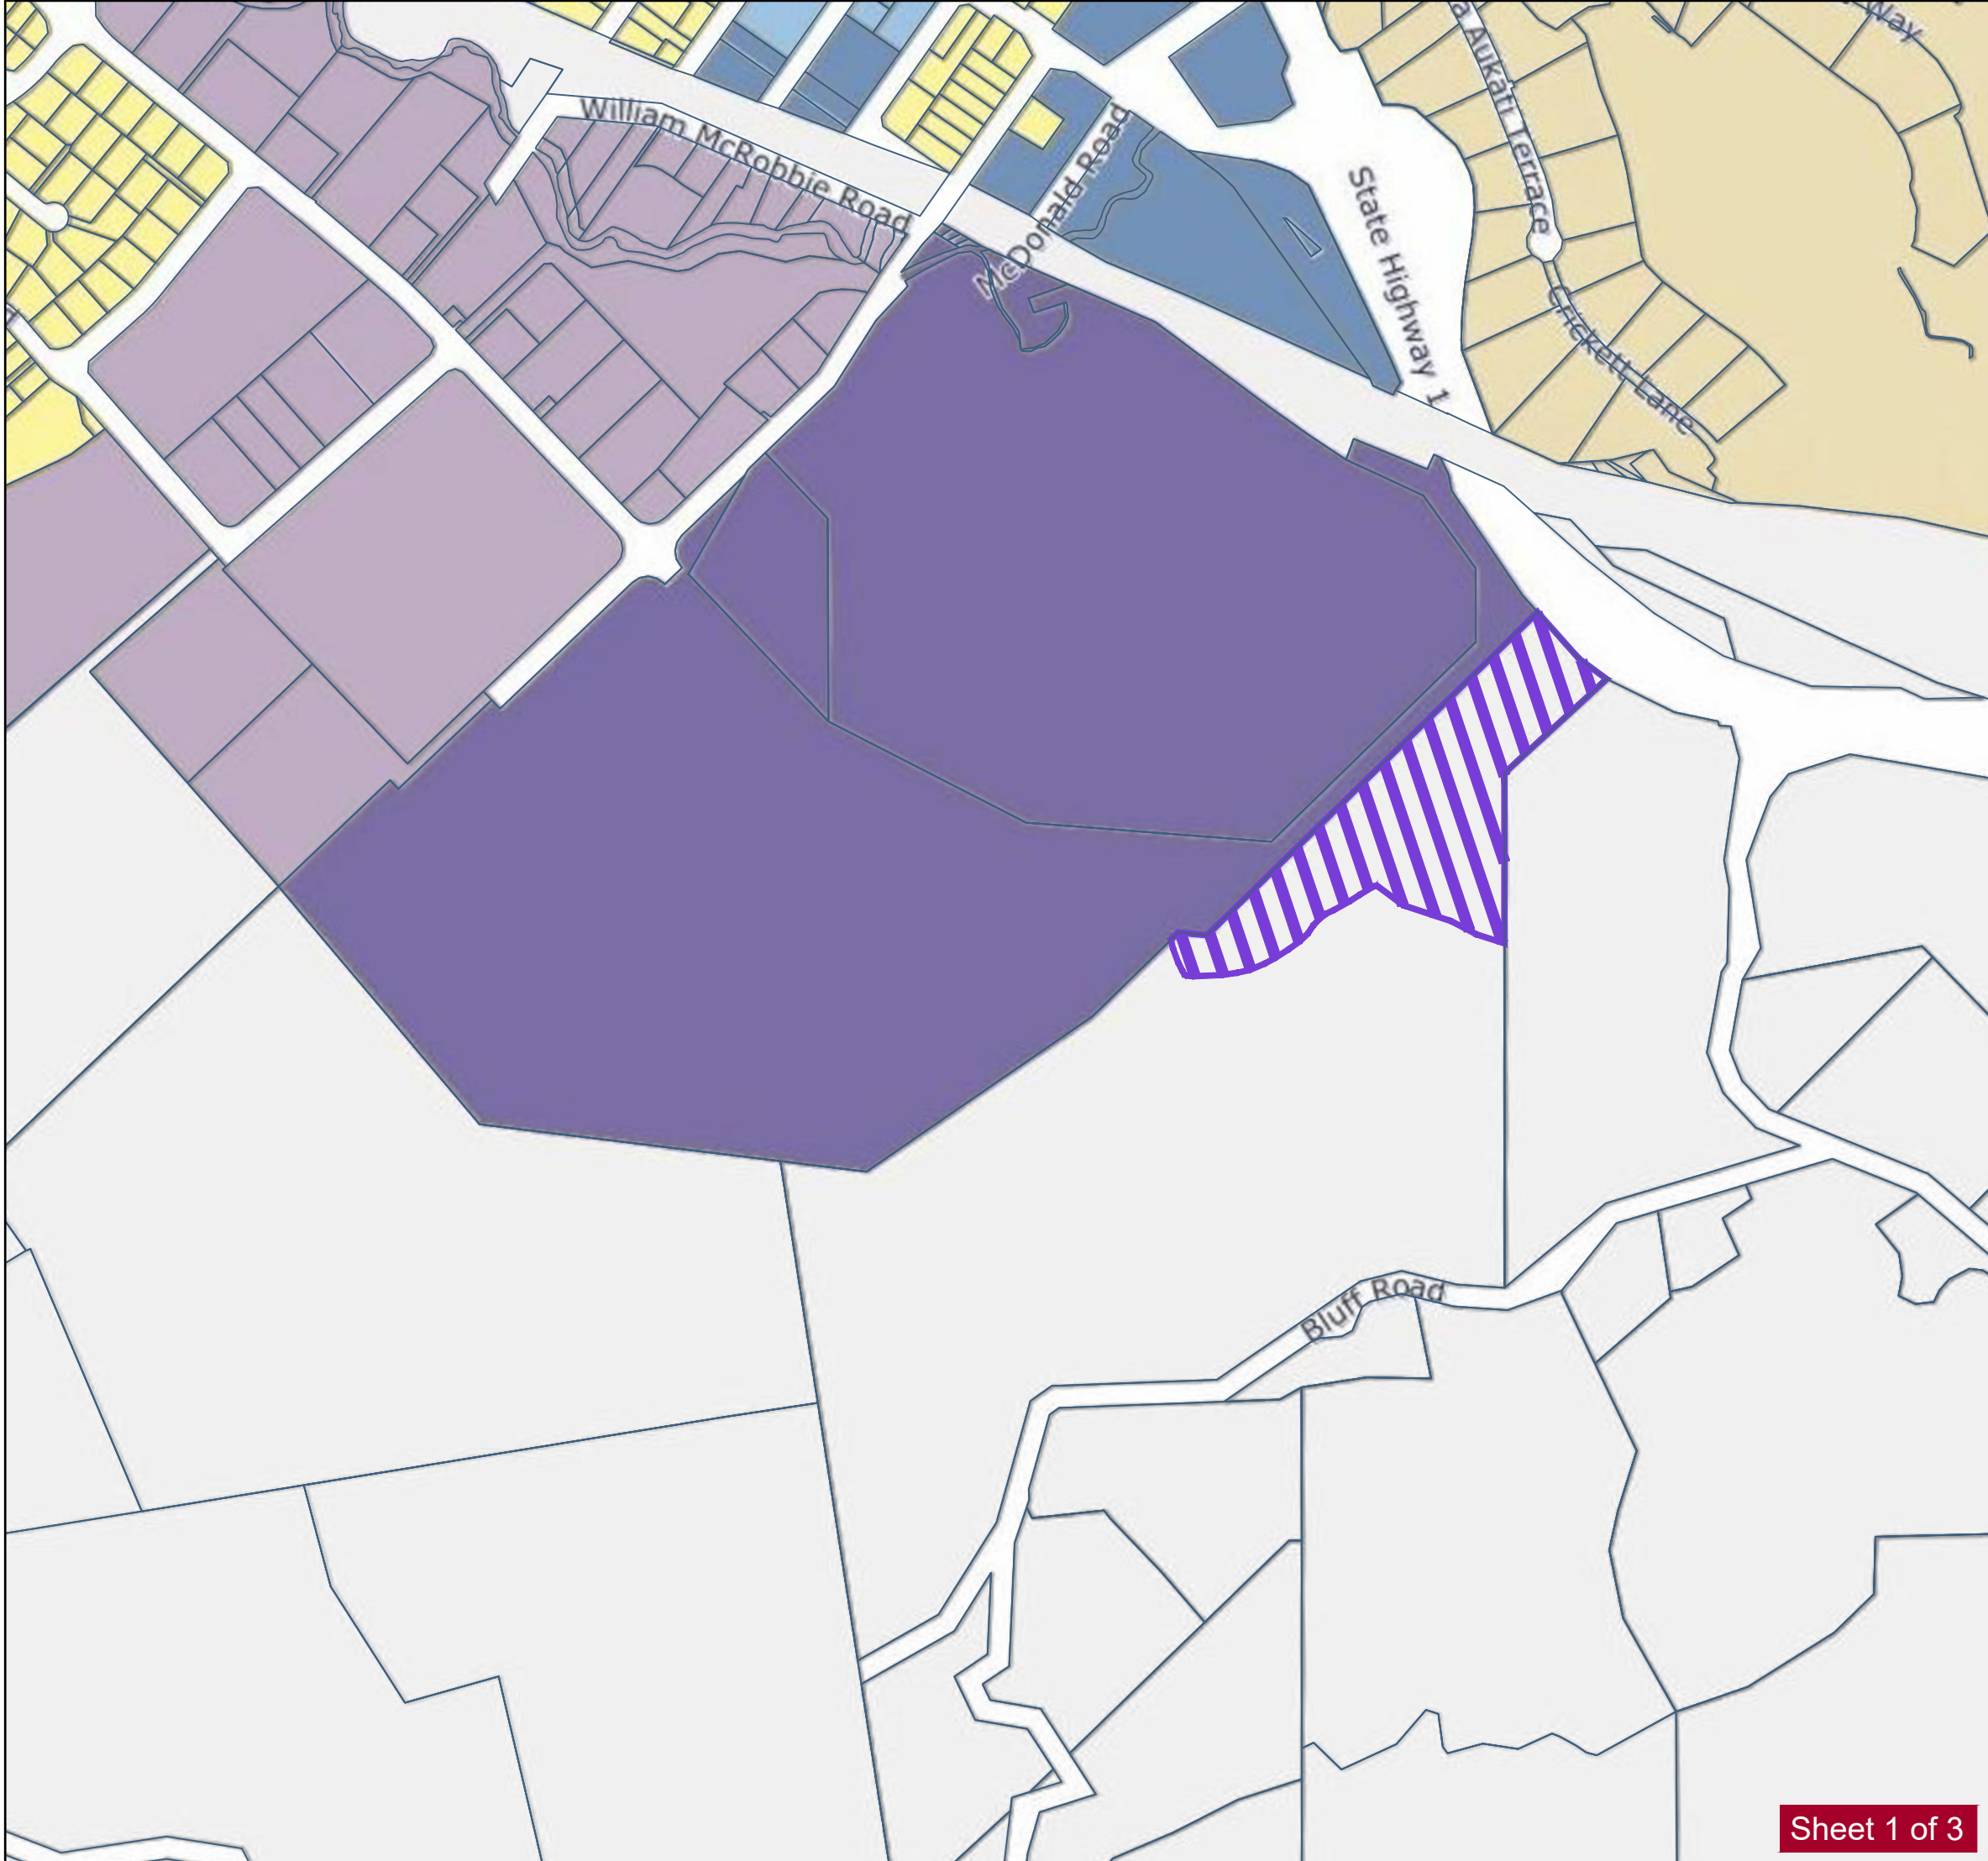 Way
a Aukati Terrace
William McRobbie Road
McDonald Road
State Highway 1
Crickett Lane
Bluff Road
Sheet 1 of 3